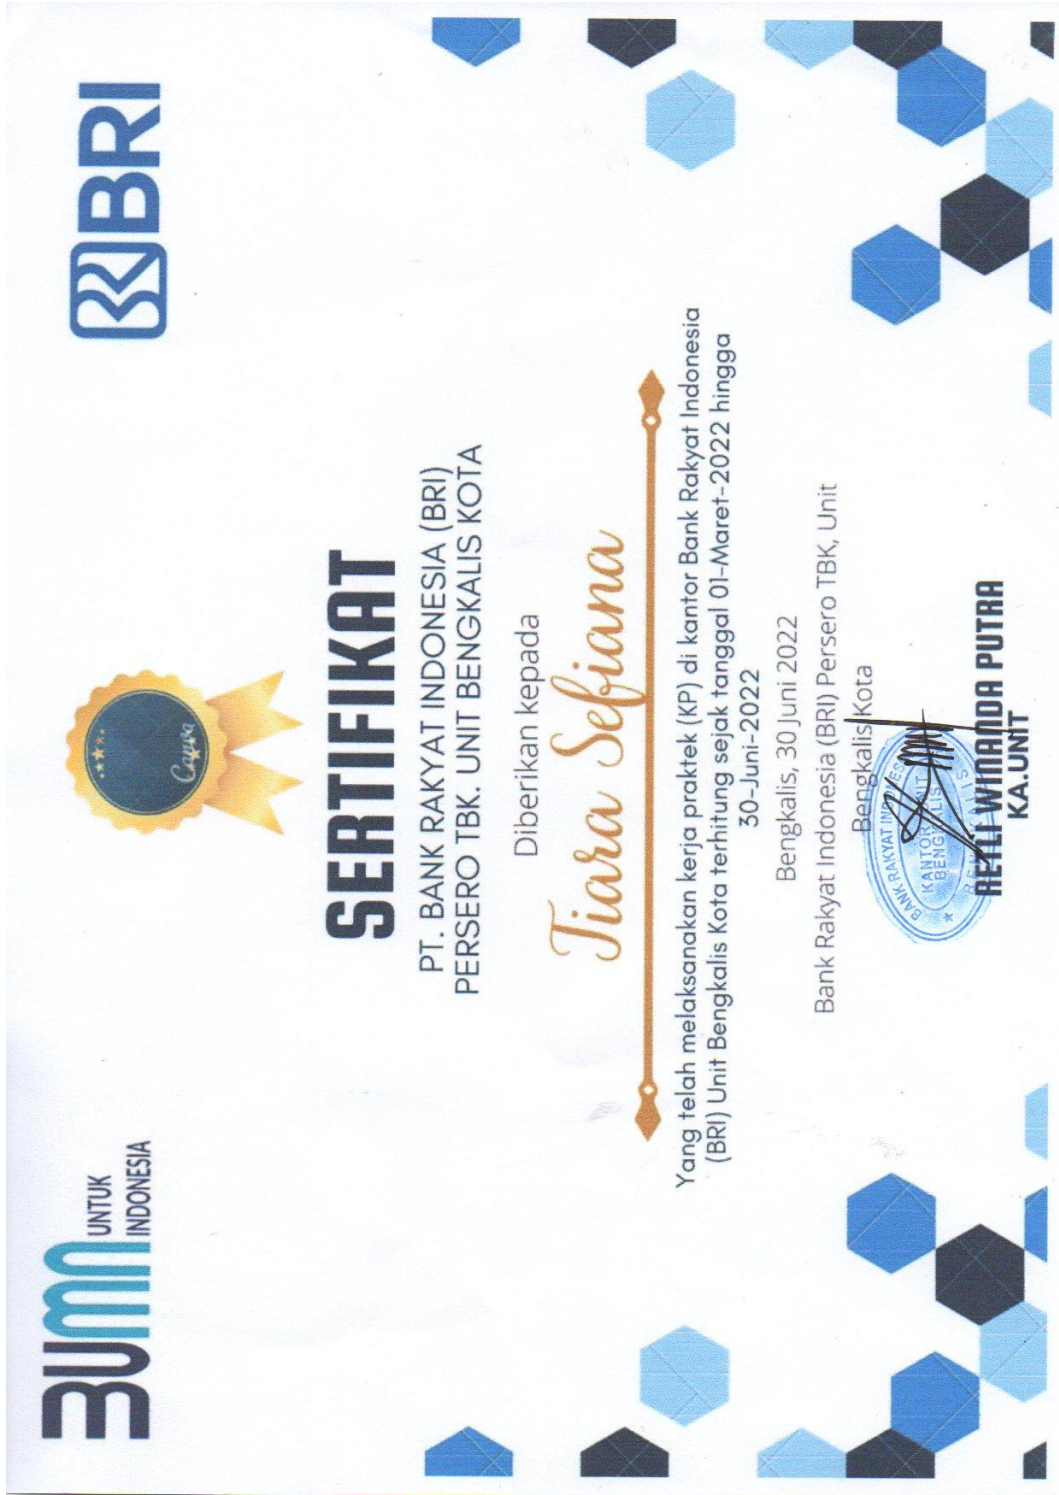 BUMN
UNTUK
INDONESIA
BRI
Canva
SERTIFIKAT
PT. BANK RAKYAT INDONESIA (BRI)
PERSERO TBK. UNIT BENGKALIS KOTA
Diberikan kepada
Tiara Sefiana
Yang telah melaksanakan kerja praktek (KP) di kantor Bank Rakyat Indonesia
(BRI) Unit Bengkalis Kota terhitung sejak tanggal 01-Maret-2022 hingga
30-Juni-2022
Bengkalis, 30 Juni 2022
Bank Rakyat Indonesia (BRI) Persero TBK, Unit
Bengkalis Kota
BANK RAKYAT
KANTOR UNIT
WINANDA PUTRA
KA.UNIT